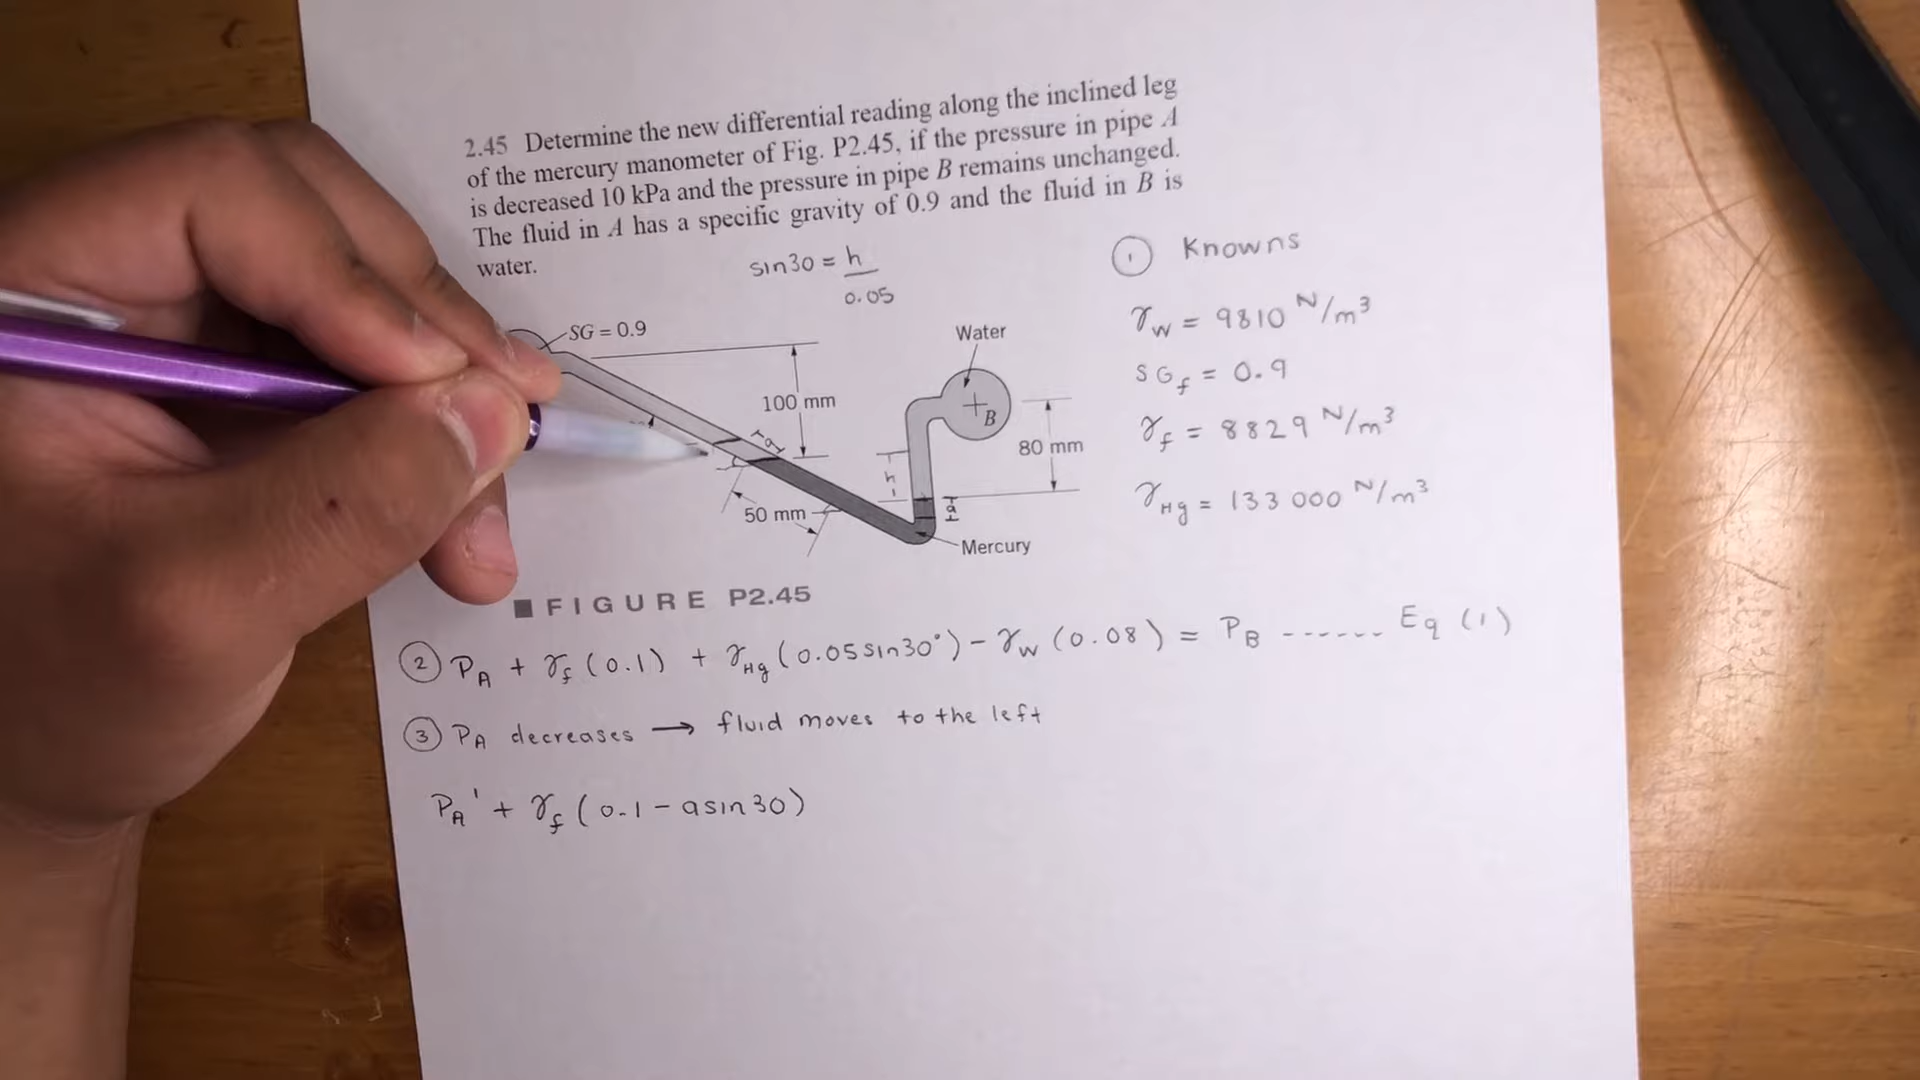 2.45 Determine the new differential reading along the inclined leg
of the mercury manometer of Fig. P2.45, if the pressure in pipe A
is decreased 10 kPa and the pressure in pipe B remains unchanged.
The fluid in A has a specific gravity of 0.9 and the fluid in B is
water.
sin30 = h
0.05
① Knowns
γw = 9810 N/m³
SGf = 0.9
γf = 8829 N/m³
γHg = 133 000 N/m³
SG = 0.9
Water
100 mm
a
B
80 mm
h
50 mm
a
Mercury
■ FIGURE P2.45
② PA + γf (0.1) + γHg (0.05sin30°) - γw (0.08) = PB ------ Eq (1)
③ PA decreases → fluid moves to the left
PA' + γf (0.1 - a sin 30)